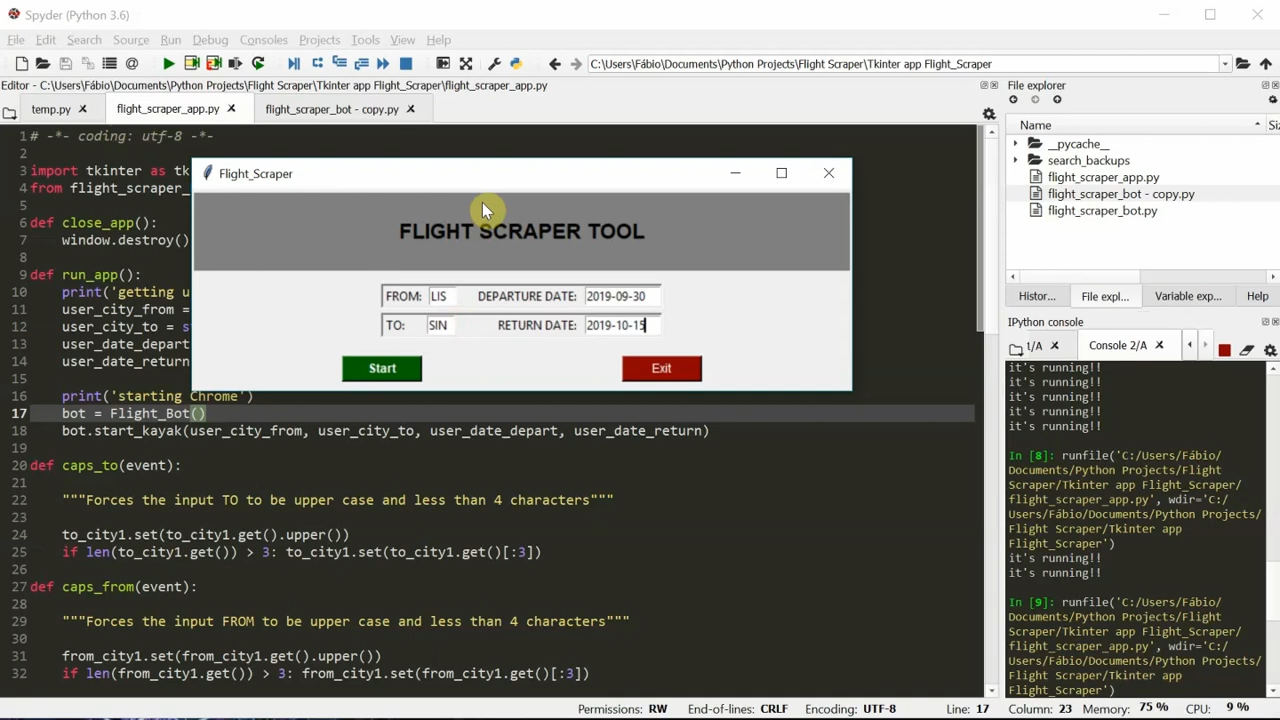 Spyder (Python 3.6)
File Edit Search Source Run Debug Consoles Projects Tools View Help
C:\Users\Fábio\Documents\Python Projects\Flight Scraper\Tkinter app Flight_Scraper
Editor - C:\Users\Fábio\Documents\Python Projects\Flight Scraper\Tkinter app Flight_Scraper\flight_scraper_app.py
temp.py flight_scraper_app.py flight_scraper_bot - copy.py
1 # -*- coding: utf-8 -*-
2
3 import tkinter as tk
4 from flight_scraper_
5
6 def close_app():
7 window.destroy()
8
9 def run_app():
10 print('getting u
11 user_city_from =
12 user_city_to = s
13 user_date_depart
14 user_date_return
15
16 print('starting Chrome')
17 bot = Flight_Bot()
18 bot.start_kayak(user_city_from, user_city_to, user_date_depart, user_date_return)
19
20 def caps_to(event):
21
22 """Forces the input TO to be upper case and less than 4 characters"""
23
24 to_city1.set(to_city1.get().upper())
25 if len(to_city1.get()) > 3: to_city1.set(to_city1.get()[:3])
26
27 def caps_from(event):
28
29 """Forces the input FROM to be upper case and less than 4 characters"""
30
31 from_city1.set(from_city1.get().upper())
32 if len(from_city1.get()) > 3: from_city1.set(from_city1.get()[:3])
Flight_Scraper
FLIGHT SCRAPER TOOL
FROM: LIS DEPARTURE DATE: 2019-09-30
TO: SIN RETURN DATE: 2019-10-15
Start Exit
File explorer
Name Si
__pycache__
search_backups
flight_scraper_app.py
flight_scraper_bot - copy.py
flight_scraper_bot.py
Histor... File expl... Variable exp... Help
IPython console
1/A Console 2/A
it's running!!
it's running!!
it's running!!
it's running!!
it's running!!
In [8]: runfile('C:/Users/Fábio/
Documents/Python Projects/Flight
Scraper/Tkinter app Flight_Scraper/
flight_scraper_app.py', wdir='C:/
Users/Fábio/Documents/Python Projects/
Flight Scraper/Tkinter app
Flight_Scraper')
it's running!!
it's running!!
In [9]: runfile('C:/Users/Fábio/
Documents/Python Projects/Flight
Scraper/Tkinter app Flight_Scraper/
flight_scraper_app.py', wdir='C:/
Users/Fábio/Documents/Python Projects/
Flight Scraper/Tkinter app
Flight_Scraper')
Permissions: RW End-of-lines: CRLF Encoding: UTF-8 Line: 17 Column: 23 Memory: 75 % CPU: 9 %